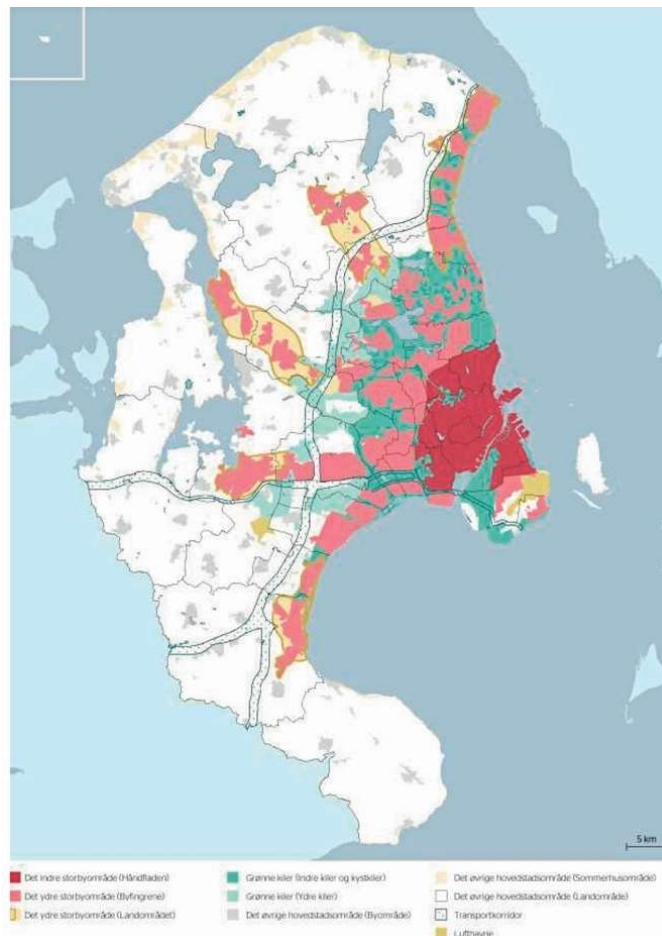 5 km
Det indre storbyområde (Håndfladen)
Det ydre storbyområde (Byfingrene)
Det ydre storbyområde (Landområdet)
Grønne kiler (Indre kiler og kystkiler)
Grønne kiler (Ydre kiler)
Det øvrige hovedstadsområde (Byområde)
Det øvrige hovedstadsområde (Sommerhusområde)
Det øvrige hovedstadsområde (Landområde)
Transportkorridor
Lufthavne